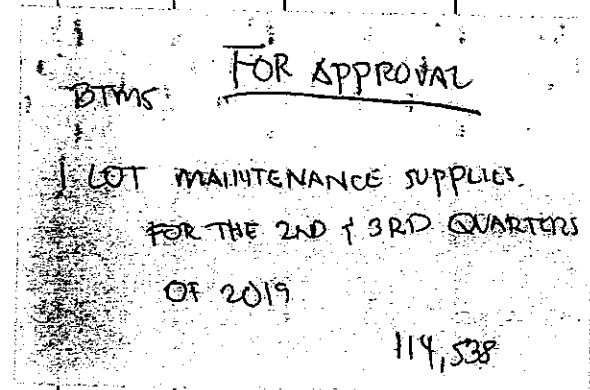 FOR APPROVAL
BTMS
1 LOT MAINTENANCE SUPPLIES
FOR THE 2ND & 3RD QUARTERS
OF 2019
114,538